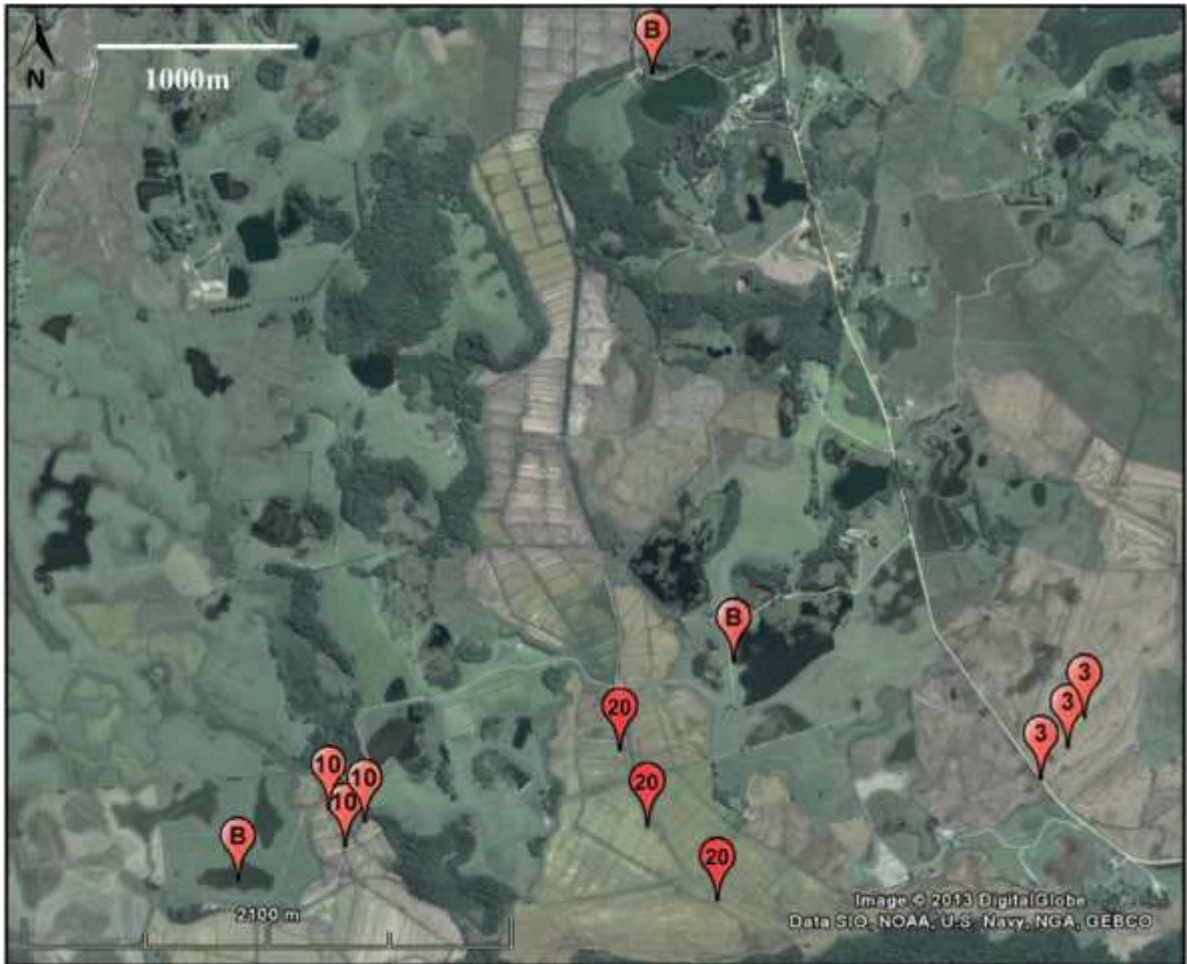 B
N
1000m
B
3
3
3
20
20
20
10
10
10
B
2100 m
Image © 2013 DigitalGlobe
Data SIO, NOAA, U.S. Navy, NGA, GEBCO